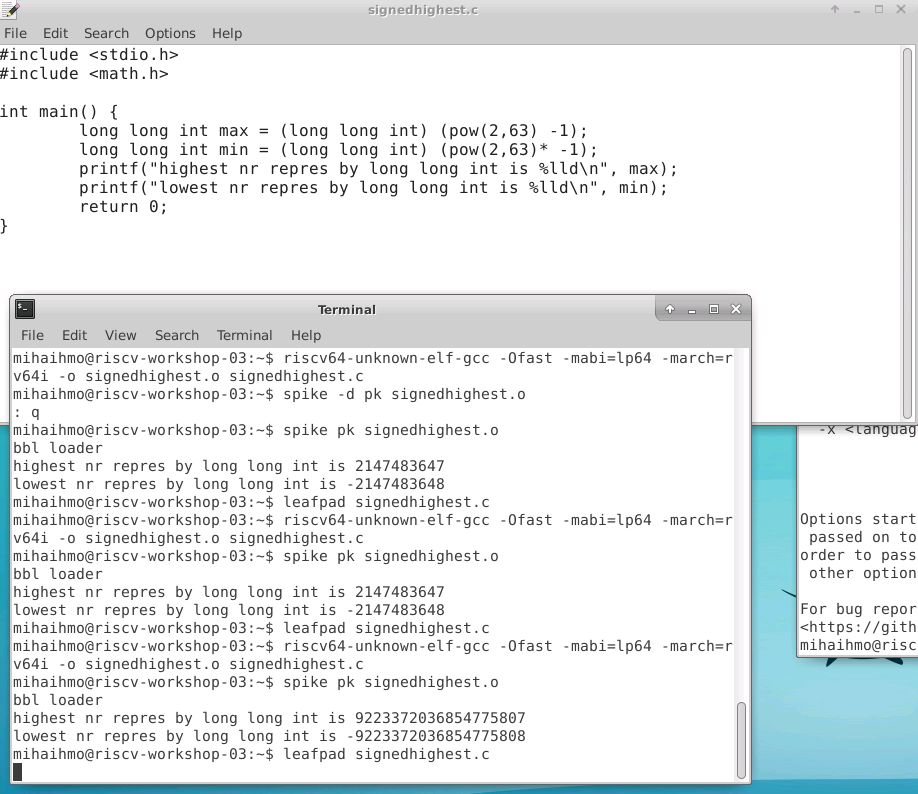 signedhighest.c
File Edit Search Options Help
#include <stdio.h>
#include <math.h>
int main() {
        long long int max = (long long int) (pow(2,63) -1);
        long long int min = (long long int) (pow(2,63)* -1);
        printf("highest nr repres by long long int is %lld\n", max);
        printf("lowest nr repres by long long int is %lld\n", min);
        return 0;
}
Terminal
File Edit View Search Terminal Help
mihaihmo@riscv-workshop-03:~$ riscv64-unknown-elf-gcc -Ofast -mabi=lp64 -march=r
v64i -o signedhighest.o signedhighest.c
mihaihmo@riscv-workshop-03:~$ spike -d pk signedhighest.o
: q
mihaihmo@riscv-workshop-03:~$ spike pk signedhighest.o
bbl loader
highest nr repres by long long int is 2147483647
lowest nr repres by long long int is -2147483648
mihaihmo@riscv-workshop-03:~$ leafpad signedhighest.c
mihaihmo@riscv-workshop-03:~$ riscv64-unknown-elf-gcc -Ofast -mabi=lp64 -march=r
v64i -o signedhighest.o signedhighest.c
mihaihmo@riscv-workshop-03:~$ spike pk signedhighest.o
bbl loader
highest nr repres by long long int is 2147483647
lowest nr repres by long long int is -2147483648
mihaihmo@riscv-workshop-03:~$ leafpad signedhighest.c
mihaihmo@riscv-workshop-03:~$ riscv64-unknown-elf-gcc -Ofast -mabi=lp64 -march=r
v64i -o signedhighest.o signedhighest.c
mihaihmo@riscv-workshop-03:~$ spike pk signedhighest.o
bbl loader
highest nr repres by long long int is 9223372036854775807
lowest nr repres by long long int is -9223372036854775808
mihaihmo@riscv-workshop-03:~$ leafpad signedhighest.c
-x <languag
Options start
passed on to
order to pass
other option
For bug repor
<https://gith
mihaihmo@risc